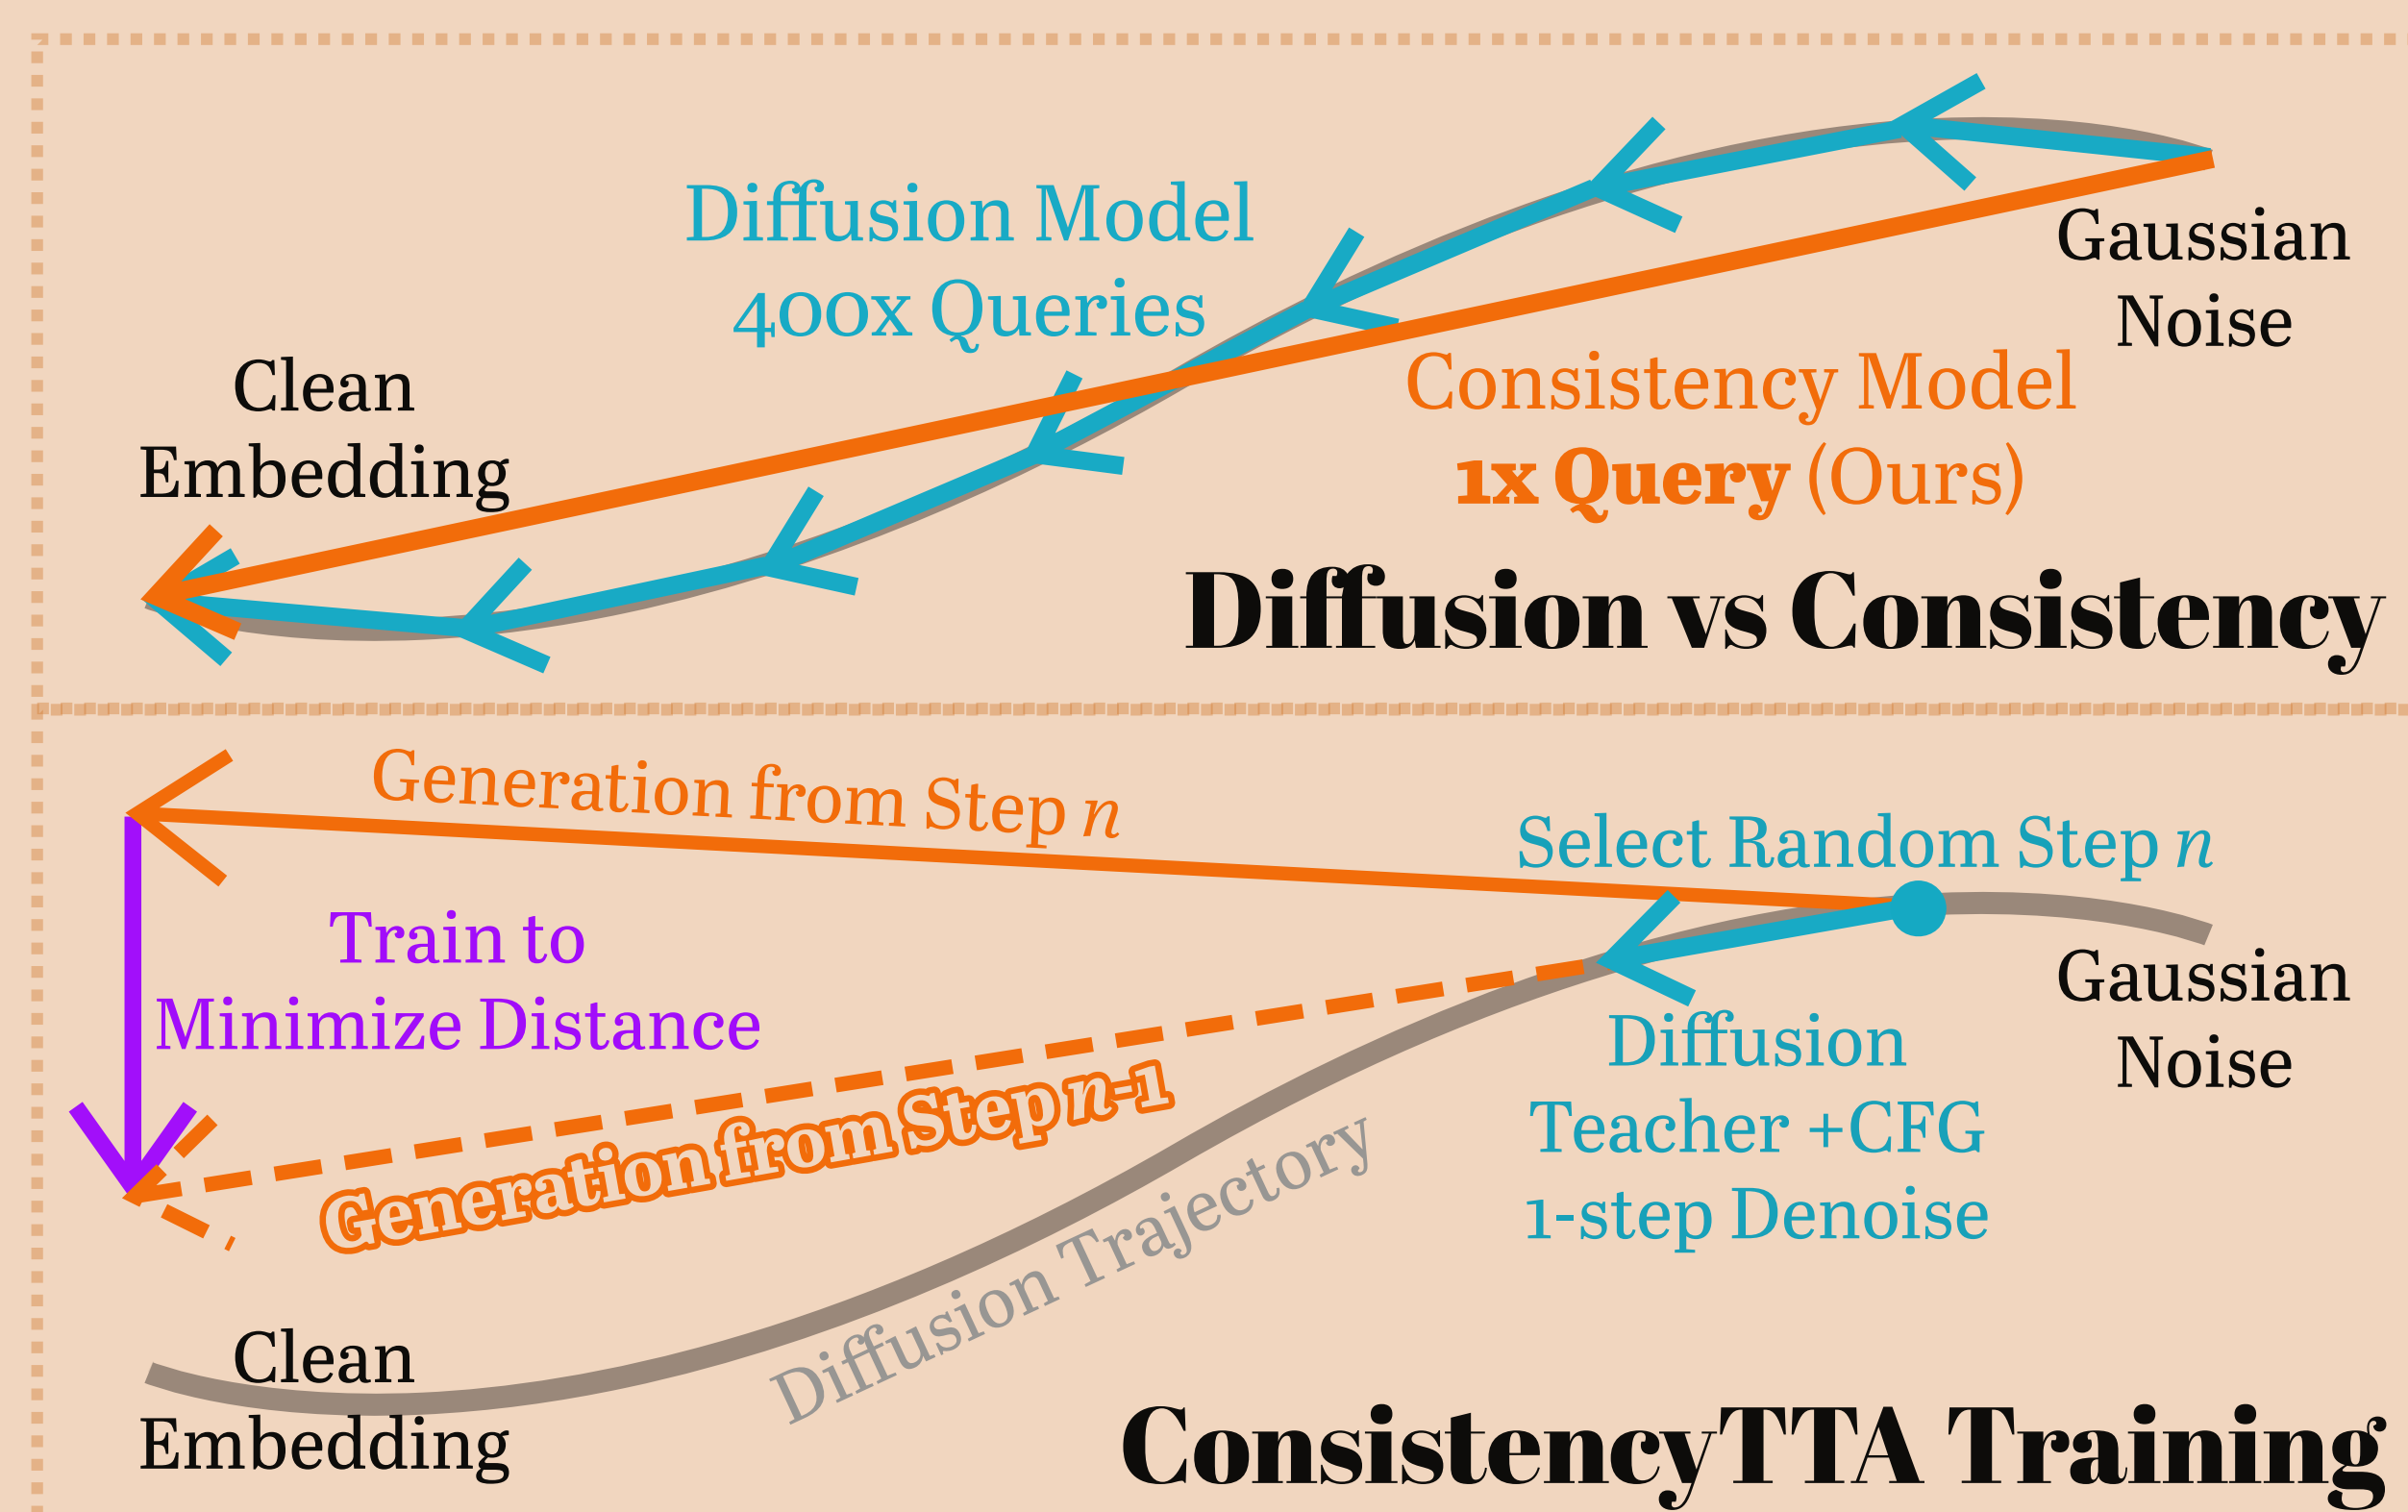 Diffusion Model
400x Queries
Gaussian
Noise
Clean
Embedding
Consistency Model
1x Query (Ours)
Diffusion vs Consistency
Generation from Step n
Select Random Step n
Train to
Minimize Distance
Gaussian
Noise
Diffusion
Teacher +CFG
1-step Denoise
Generation from Step n-1
Diffusion Trajectory
Clean
Embedding
ConsistencyTTA Training